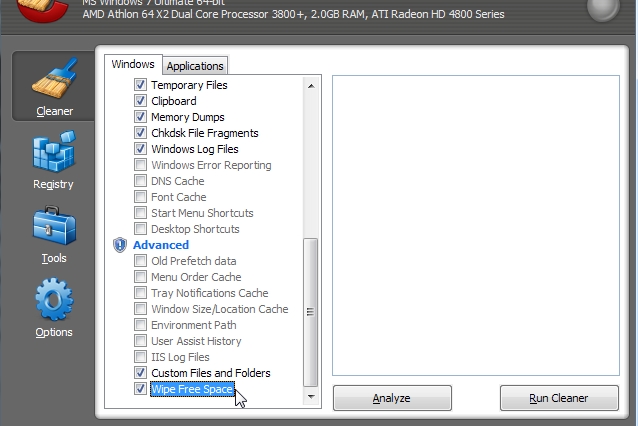 MS Windows 7 Ultimate 64-bit
AMD Athlon 64 X2 Dual Core Processor 3800+, 2.0GB RAM, ATI Radeon HD 4800 Series
Windows
Applications
Cleaner
Registry
Tools
Options
Temporary Files
Clipboard
Memory Dumps
Chkdsk File Fragments
Windows Log Files
Windows Error Reporting
DNS Cache
Font Cache
Start Menu Shortcuts
Desktop Shortcuts
Advanced
Old Prefetch data
Menu Order Cache
Tray Notifications Cache
Window Size/Location Cache
Environment Path
User Assist History
IIS Log Files
Custom Files and Folders
Wipe Free Space
Analyze
Run Cleaner